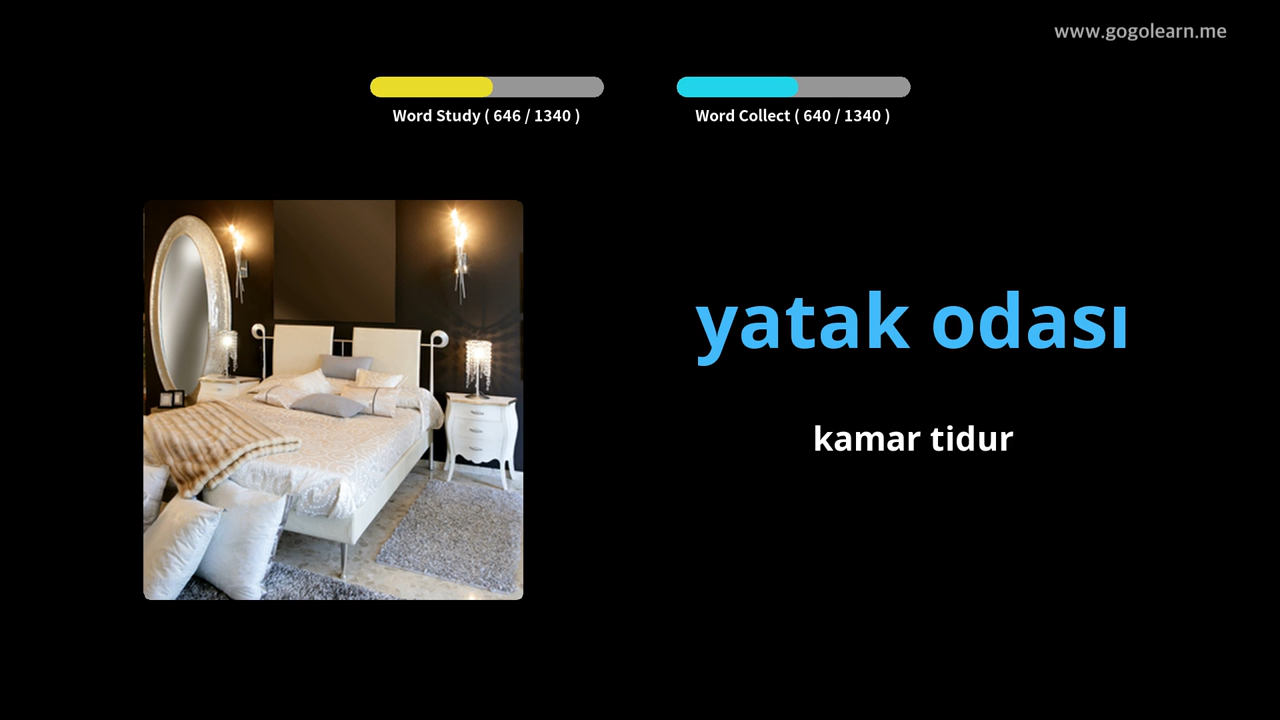 www.gogolearn.me
Word Study ( 646 / 1340 )
Word Collect ( 640 / 1340 )
yatak odası
kamar tidur